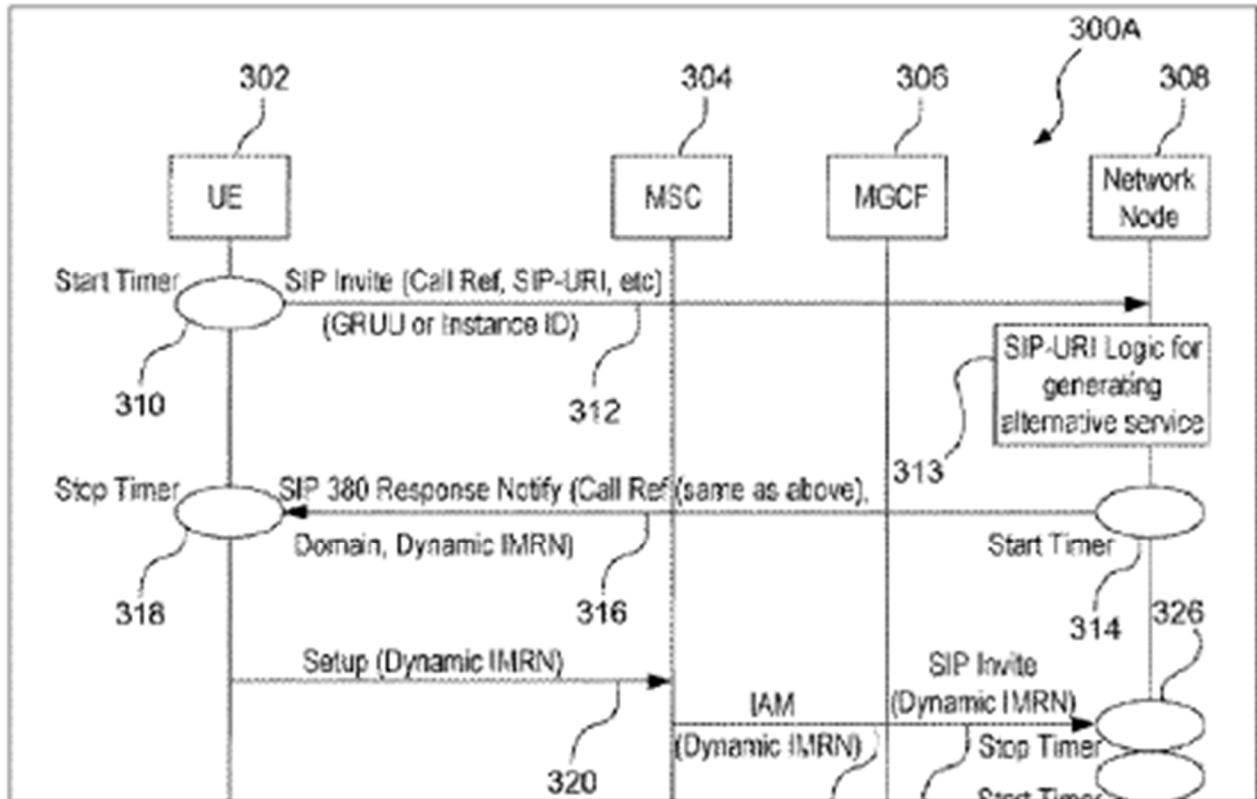 300A
302
304
306
308
UE
MSC
MGCF
Network
Node
Start Timer
SIP Invite (Call Ref, SIP-URI, etc)
(GRUU or Instance ID)
310
312
SIP-URI Logic for
generating
alternative service
313
Stop Timer
SIP 380 Response Notify (Call Ref (same as above),
Domain, Dynamic IMRN)
Start Timer
318
316
314
326
Setup (Dynamic IMRN)
320
SIP Invite
(Dynamic IMRN)
IAM
(Dynamic IMRN)
Stop Timer
Start Timer